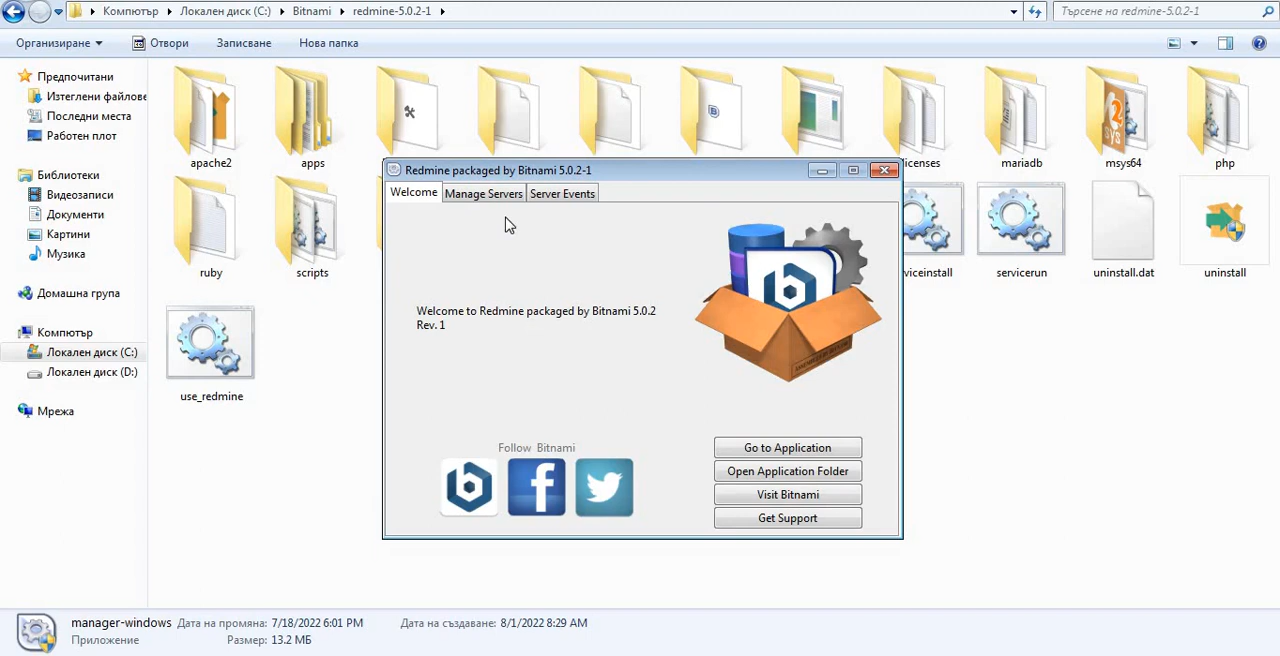 Компютър ▸ Локален диск (C:) ▸ Bitnami ▸ redmine-5.0.2-1 ▸
Търсене на redmine-5.0.2-1
Организиране
Отвори
Записване
Нова папка
Предпочитани
Изтеглени файлове
Последни места
Работен плот
Библиотеки
Видеозаписи
Документи
Картини
Музика
Домашна група
Компютър
Локален диск (C:)
Локален диск (D:)
Мрежа
apache2
apps
licenses
mariadb
msys64
php
ruby
scripts
serviceinstall
servicerun
uninstall.dat
uninstall
use_redmine
Redmine packaged by Bitnami 5.0.2-1
Welcome
Manage Servers
Server Events
Welcome to Redmine packaged by Bitnami 5.0.2
Rev. 1
Follow Bitnami
Go to Application
Open Application Folder
Visit Bitnami
Get Support
manager-windows Дата на промяна: 7/18/2022 6:01 PM Дата на създаване: 8/1/2022 8:29 AM
Приложение Размер: 13.2 МБ